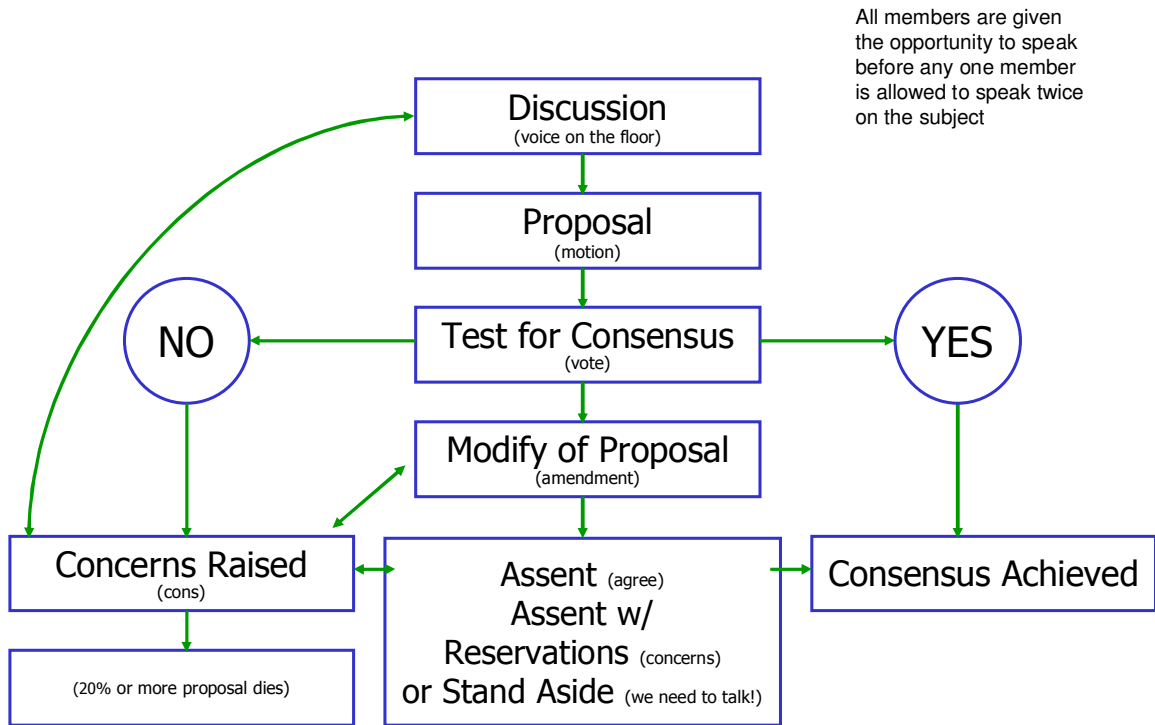 All members are given
the opportunity to speak
before any one member
is allowed to speak twice
on the subject
Discussion
(voice on the floor)
Proposal
(motion)
NO
Test for Consensus
(vote)
YES
Modify of Proposal
(amendment)
Concerns Raised
(cons)
Assent (agree)
Assent w/
Reservations (concerns)
or Stand Aside (we need to talk!)
Consensus Achieved
(20% or more proposal dies)